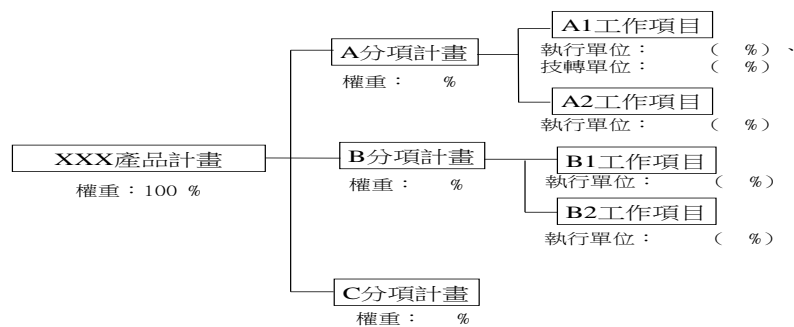 A1工作項目
執行單位：　　　（　%）、
技轉單位：　　　（　%）
A分項計畫
權重：　%
A2工作項目
執行單位：　　　（　%）
XXX產品計畫
權重：100 %
B分項計畫
權重：　%
B1工作項目
執行單位：　　　（　%）
B2工作項目
執行單位：　　　（　%）
C分項計畫
權重：　%